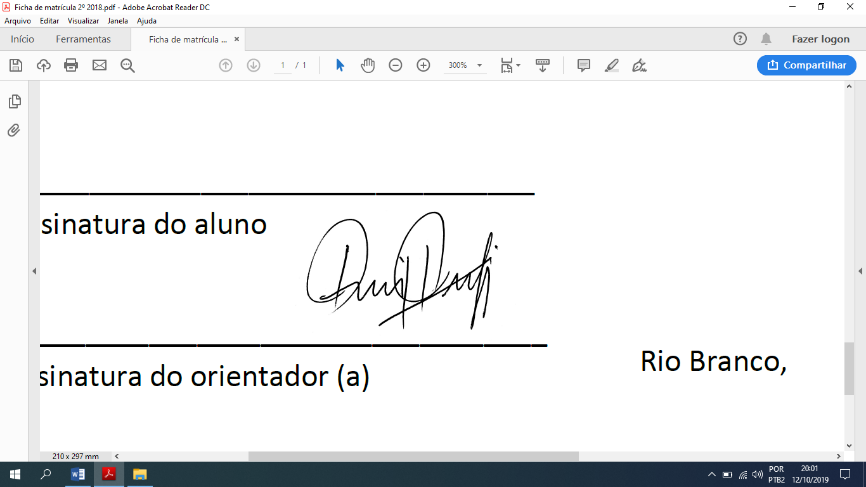 Ficha de matrícula 2º 2018.pdf - Adobe Acrobat Reader DC
Arquivo Editar Visualizar Janela Ajuda
Início Ferramentas Ficha de matrícula ... × Fazer logon
1 / 1 300% Compartilhar
sinatura do aluno
sinatura do orientador (a)
Rio Branco,
210 x 297 mm
POR 20:01
PTB2 12/10/2019